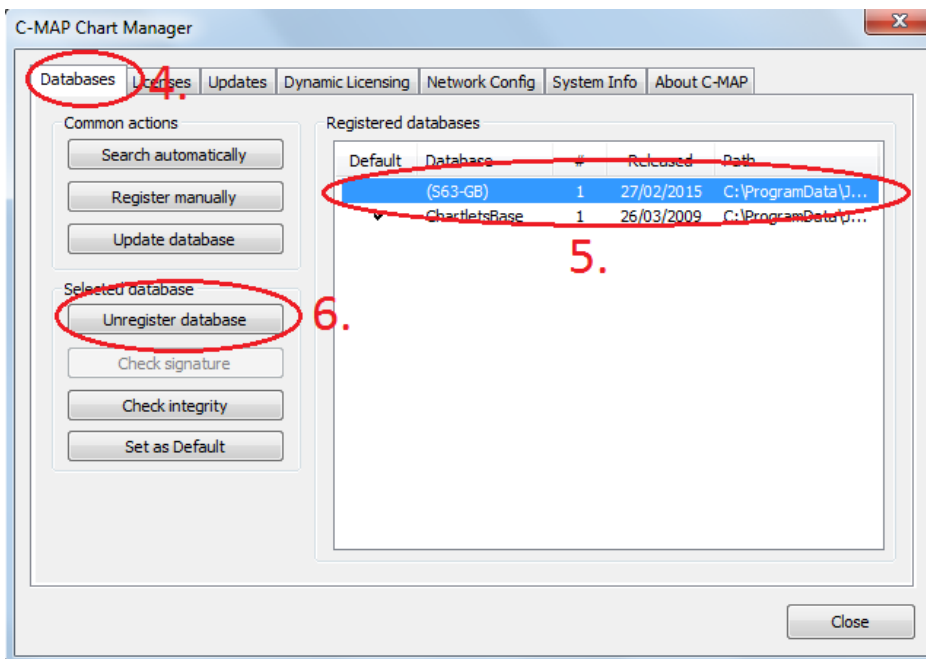 C-MAP Chart Manager
Databases Licenses Updates Dynamic Licensing Network Config System Info About C-MAP
4.
Common actions
Search automatically
Register manually
Update database
Selected database
Unregister database
6.
Check signature
Check integrity
Set as Default
Registered databases
Default Database # Released Path
(S63-GB) 1 27/02/2015 C:\ProgramData\J...
ChartletsBase 1 26/03/2009 C:\ProgramData\J...
5.
Close